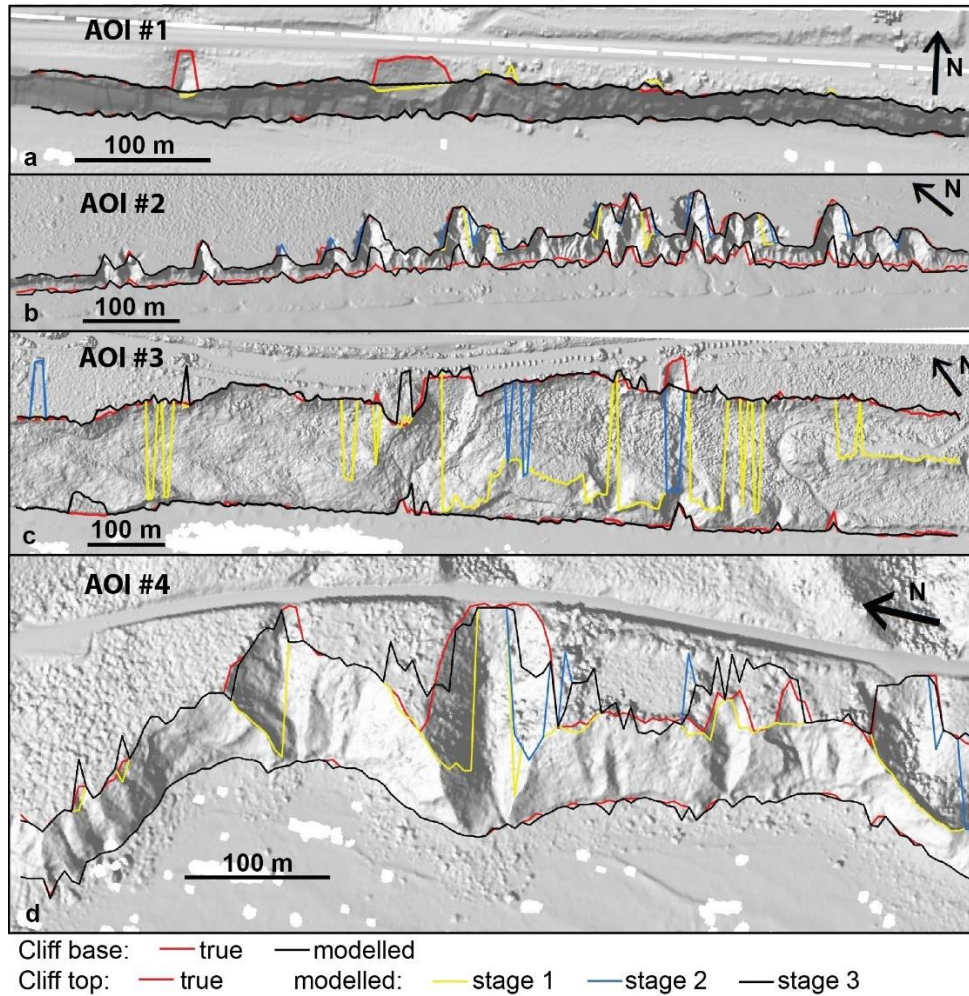 AOI #1
N
100 m
a
AOI #2
N
100 m
b
AOI #3
N
100 m
c
AOI #4
N
100 m
d
Cliff base: true modelled
Cliff top: true modelled: stage 1 stage 2 stage 3